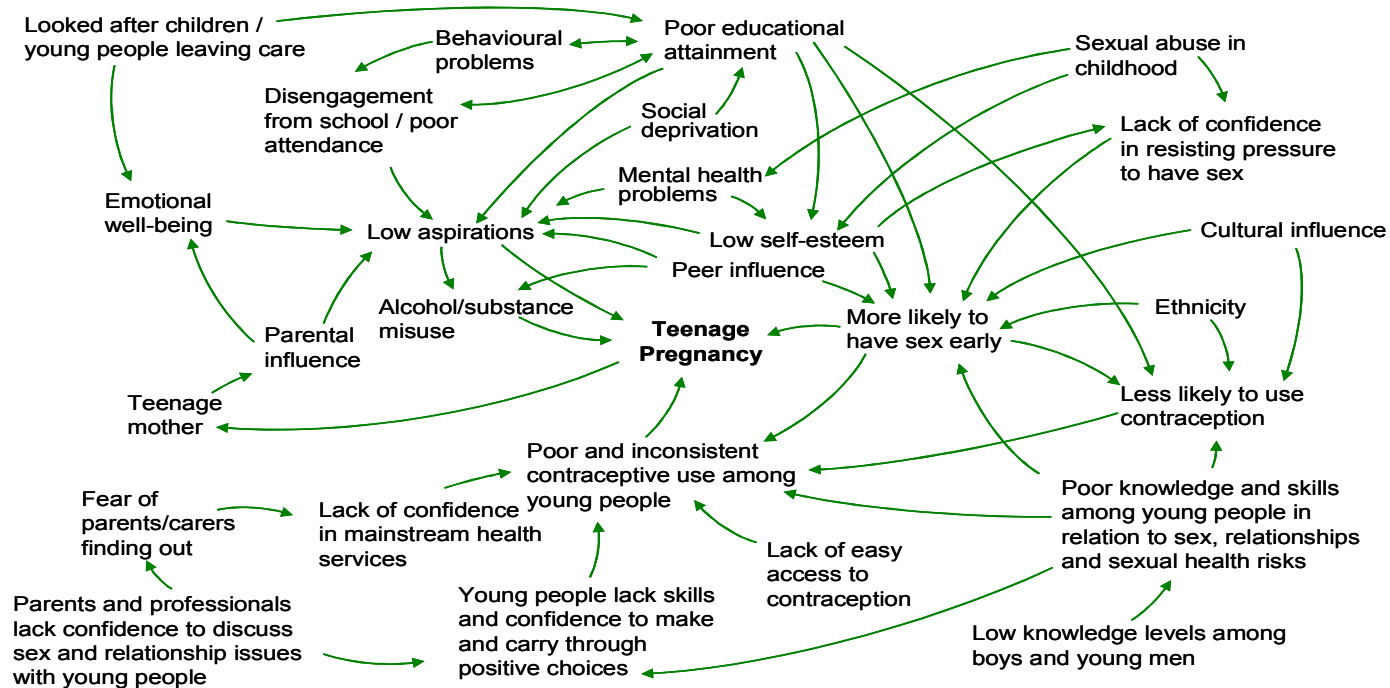 Looked after children /
young people leaving care
Behavioural
problems
Poor educational
attainment
Sexual abuse in
childhood
Disengagement
from school / poor
attendance
Social
deprivation
Lack of confidence
in resisting pressure
to have sex
Mental health
problems
Emotional
well-being
Low aspirations
Low self-esteem
Cultural influence
Peer influence
Alcohol/substance
misuse
Ethnicity
Parental
influence
Teenage
Pregnancy
More likely to
have sex early
Teenage
mother
Less likely to use
contraception
Poor and inconsistent
contraceptive use among
young people
Fear of
parents/carers
finding out
Lack of confidence
in mainstream health
services
Poor knowledge and skills
among young people in
relation to sex, relationships
and sexual health risks
Lack of easy
access to
contraception
Parents and professionals
lack confidence to discuss
sex and relationship issues
with young people
Young people lack skills
and confidence to make
and carry through
positive choices
Low knowledge levels among
boys and young men